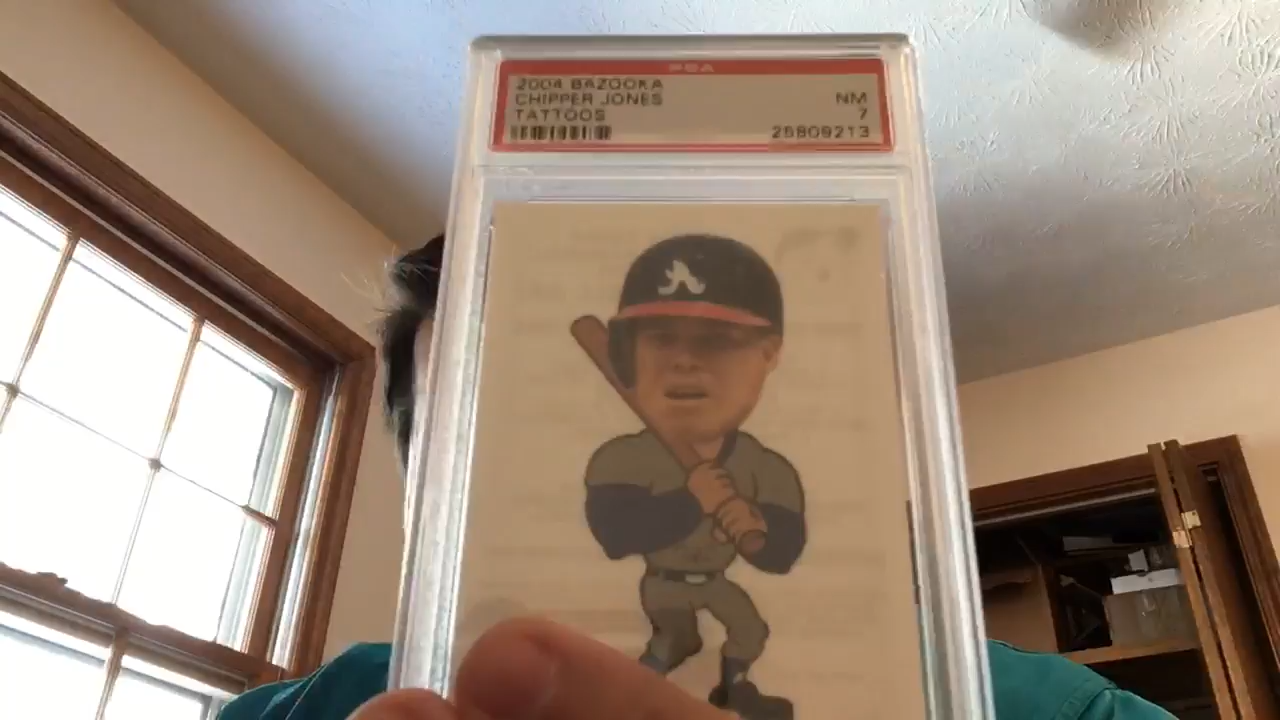 PSA
2004 BAZOOKA
CHIPPER JONES NM
TATTOOS 7
25809213
A